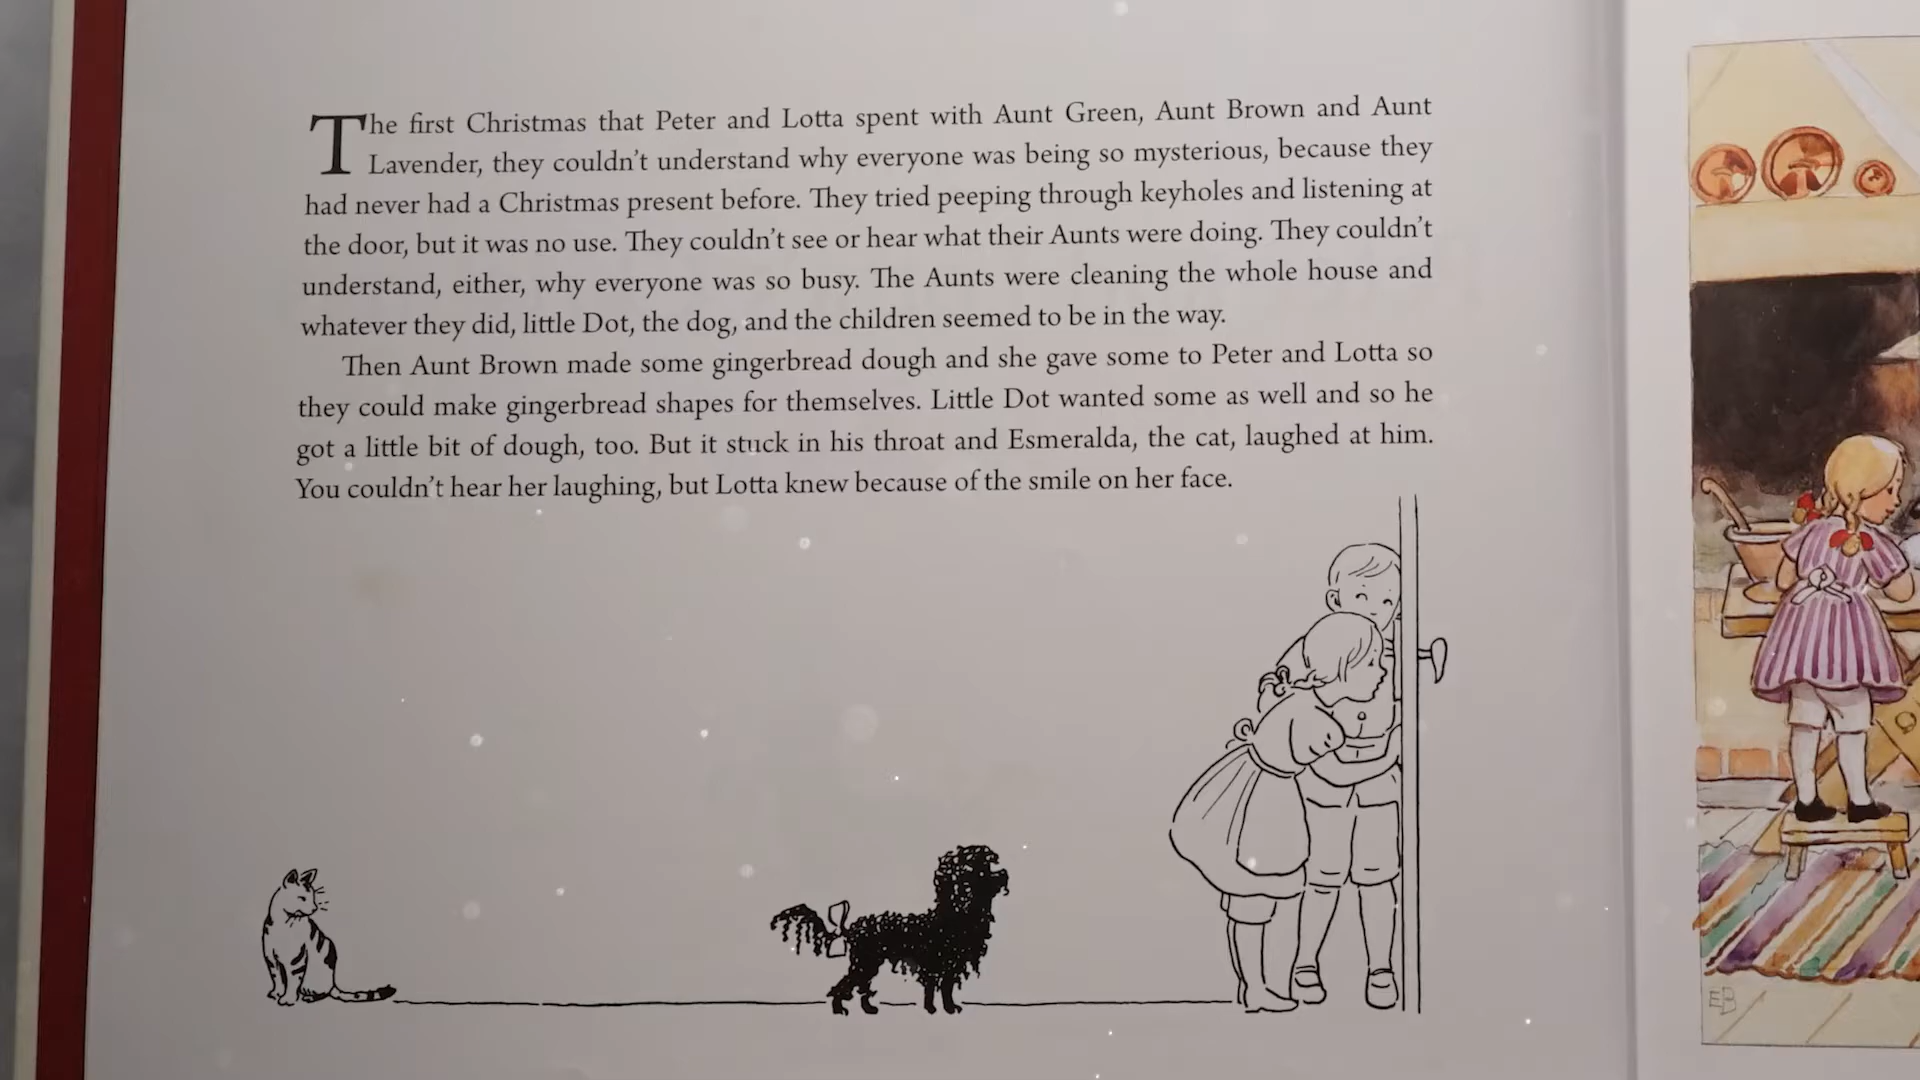 The first Christmas that Peter and Lotta spent with Aunt Green, Aunt Brown and Aunt
Lavender, they couldn't understand why everyone was being so mysterious, because they
had never had a Christmas present before. They tried peeping through keyholes and listening at
the door, but it was no use. They couldn't see or hear what their Aunts were doing. They couldn't
understand, either, why everyone was so busy. The Aunts were cleaning the whole house and
whatever they did, little Dot, the dog, and the children seemed to be in the way.
Then Aunt Brown made some gingerbread dough and she gave some to Peter and Lotta so
they could make gingerbread shapes for themselves. Little Dot wanted some as well and so he
got a little bit of dough, too. But it stuck in his throat and Esmeralda, the cat, laughed at him.
You couldn't hear her laughing, but Lotta knew because of the smile on her face.
EB